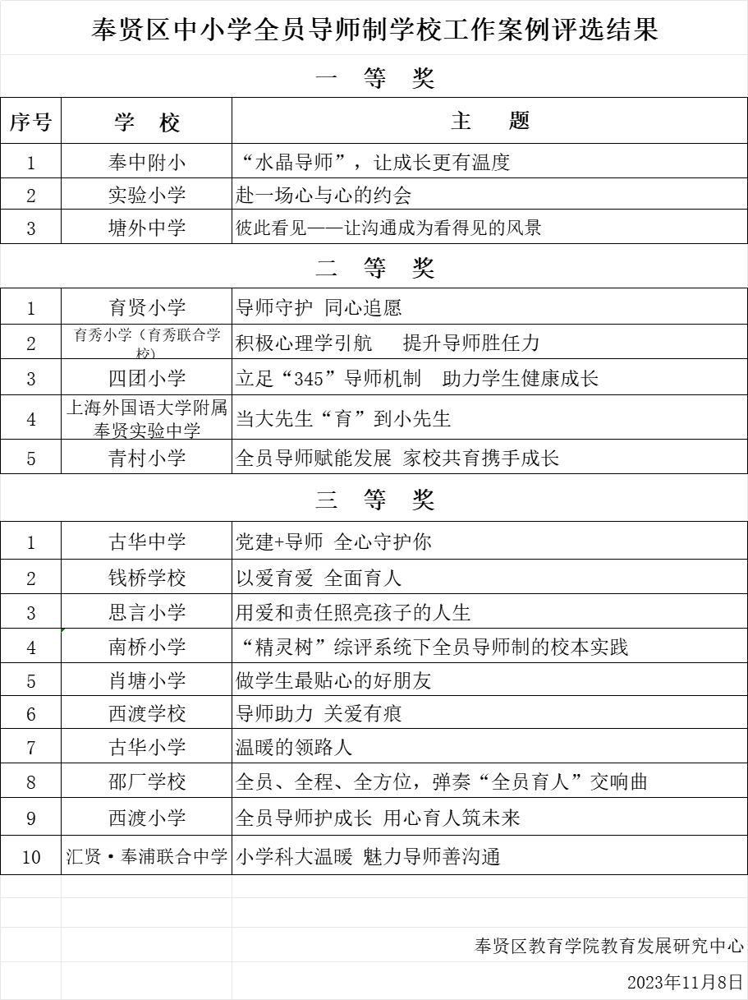 奉贤区中小学全员导师制学校工作案例评选结果
一 等 奖
序号 学 校 主 题
1 奉中附小 “水晶导师”，让成长更有温度
2 实验小学 赴一场心与心的约会
3 塘外中学 彼此看见——让沟通成为看得见的风景
二 等 奖
1 育贤小学 导师守护 同心追愿
2 育秀小学（育秀联合学校） 积极心理学引航 提升导师胜任力
3 四团小学 立足“345”导师机制 助力学生健康成长
4 上海外国语大学附属奉贤实验中学 当大先生“育”到小先生
5 青村小学 全员导师赋能发展 家校共育携手成长
三 等 奖
1 古华中学 党建+导师 全心守护你
2 钱桥学校 以爱育爱 全面育人
3 思言小学 用爱和责任照亮孩子的人生
4 南桥小学 “精灵树”综评系统下全员导师制的校本实践
5 肖塘小学 做学生最贴心的好朋友
6 西渡学校 导师助力 关爱有痕
7 古华小学 温暖的领路人
8 邵厂学校 全员、全程、全方位，弹奏“全员育人”交响曲
9 西渡小学 全员导师护成长 用心育人筑未来
10 汇贤·奉浦联合中学 小学科大温暖 魅力导师善沟通
奉贤区教育学院教育发展研究中心
2023年11月8日